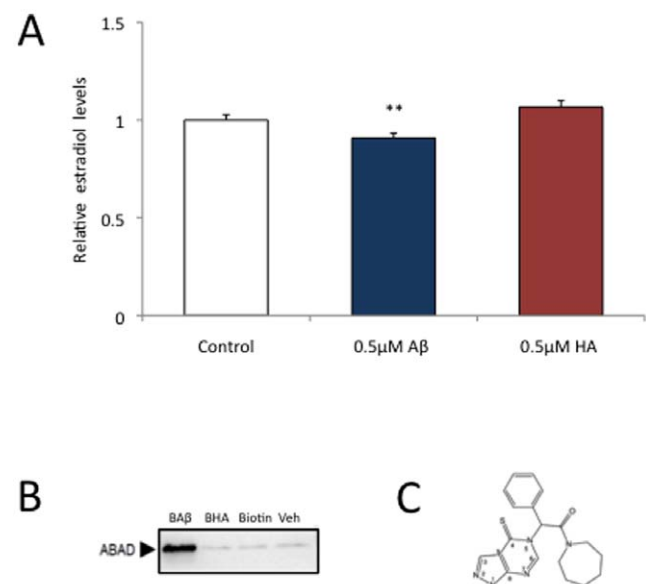 A
Relative estradiol levels
1.5
1
0.5
0
**
Control
0.5μM Aβ
0.5μM HA
B
BAβ BHA Biotin Veh
ABAD
C
S
N
O
N
N
N